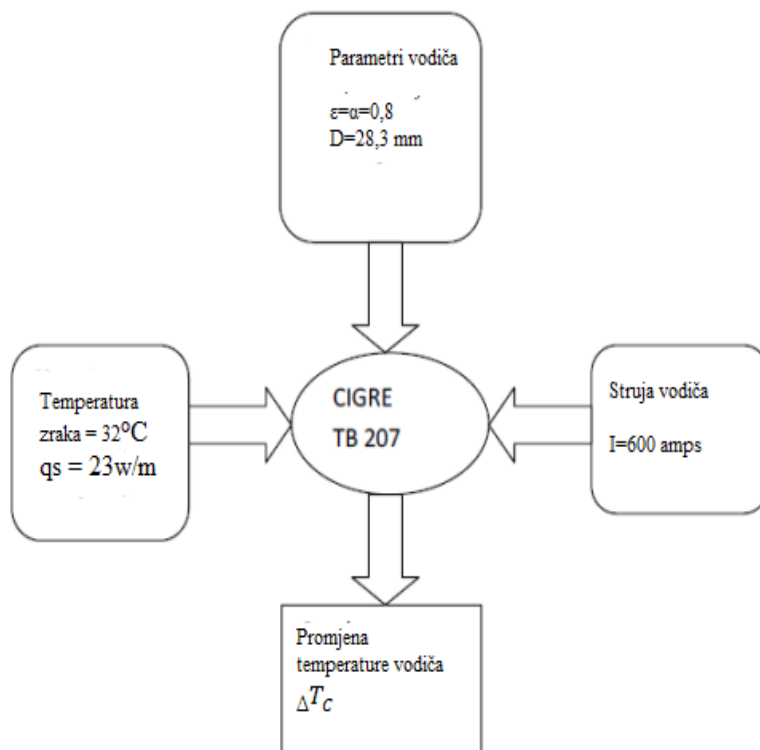 Parametri vodiča
ε=α=0,8
D=28,3 mm
Temperatura
zraka = 32°C
qs = 23w/m
CIGRE
TB 207
Struja vodiča
I=600 amps
Promjena
temperature vodiča
ΔT_C